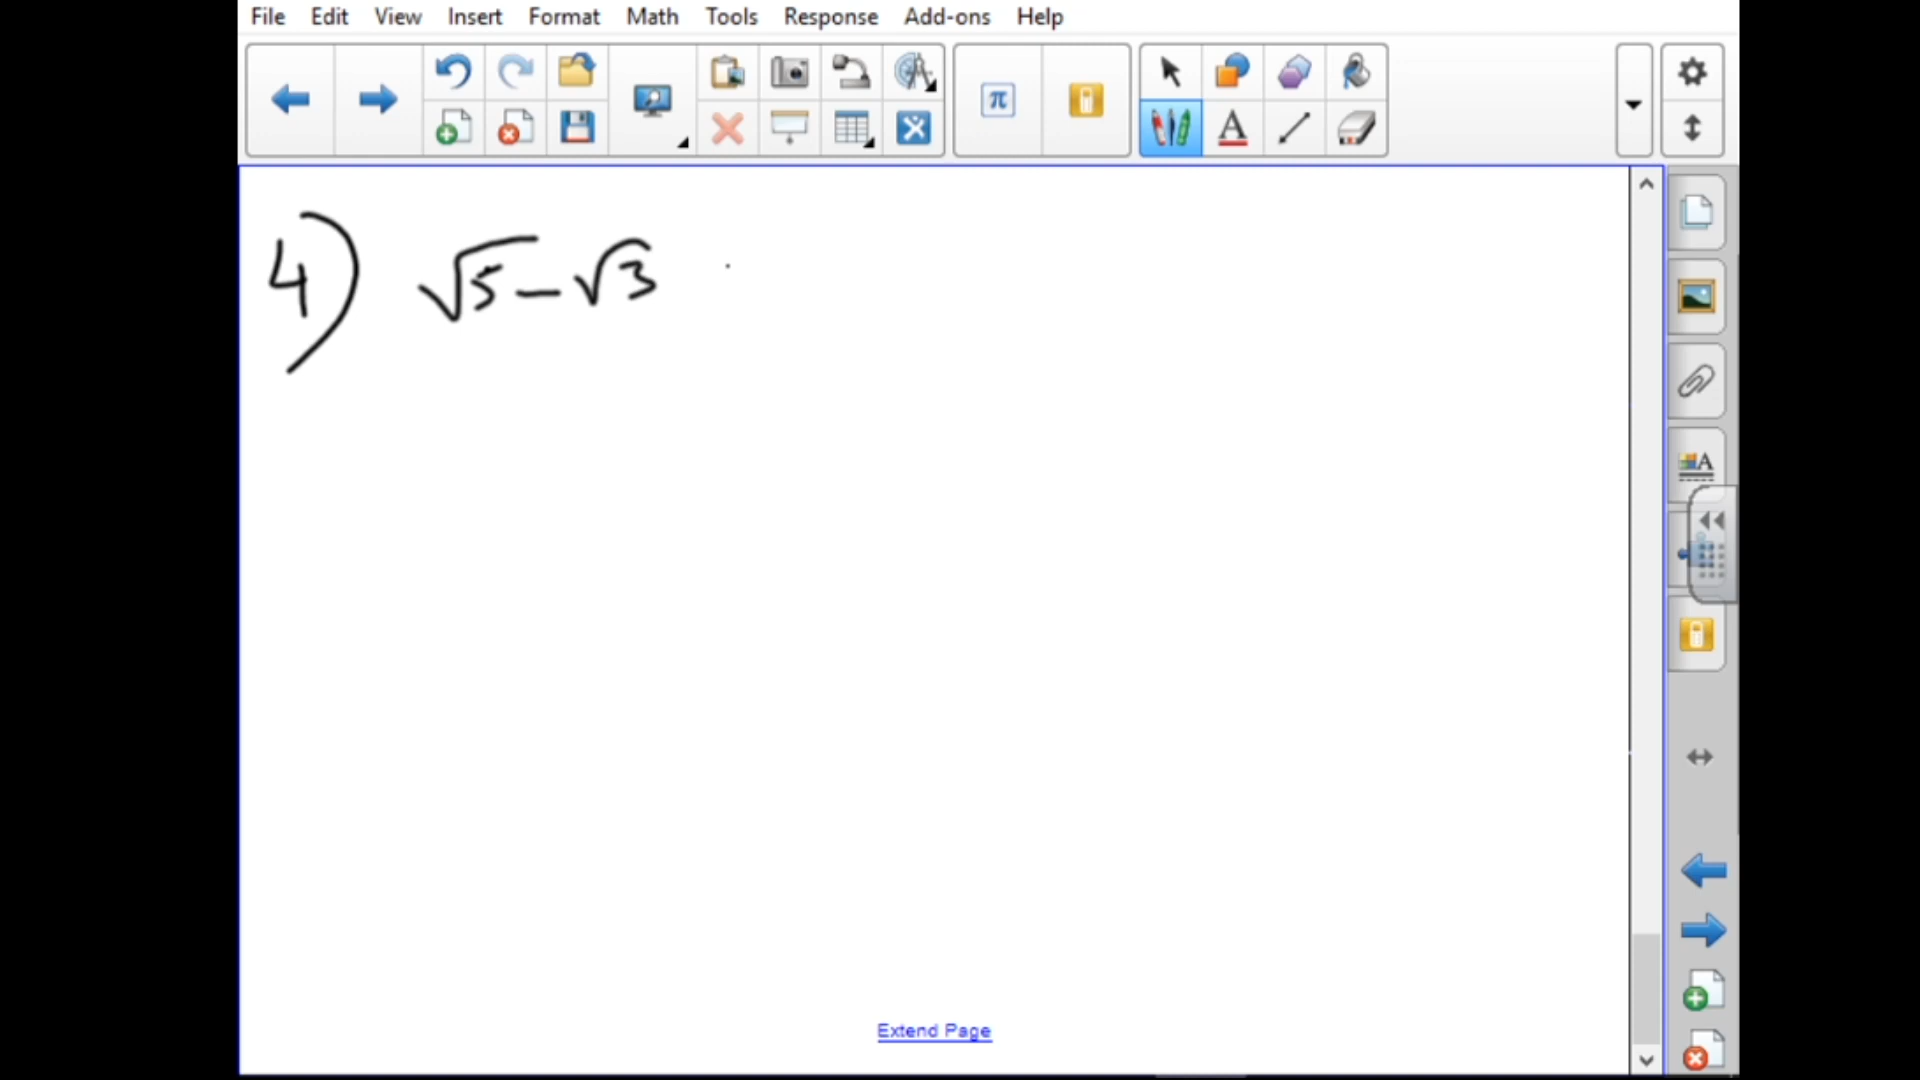 File Edit View Insert Format Math Tools Response Add-ons Help
π
A
A
4) √5 - √3
Extend Page